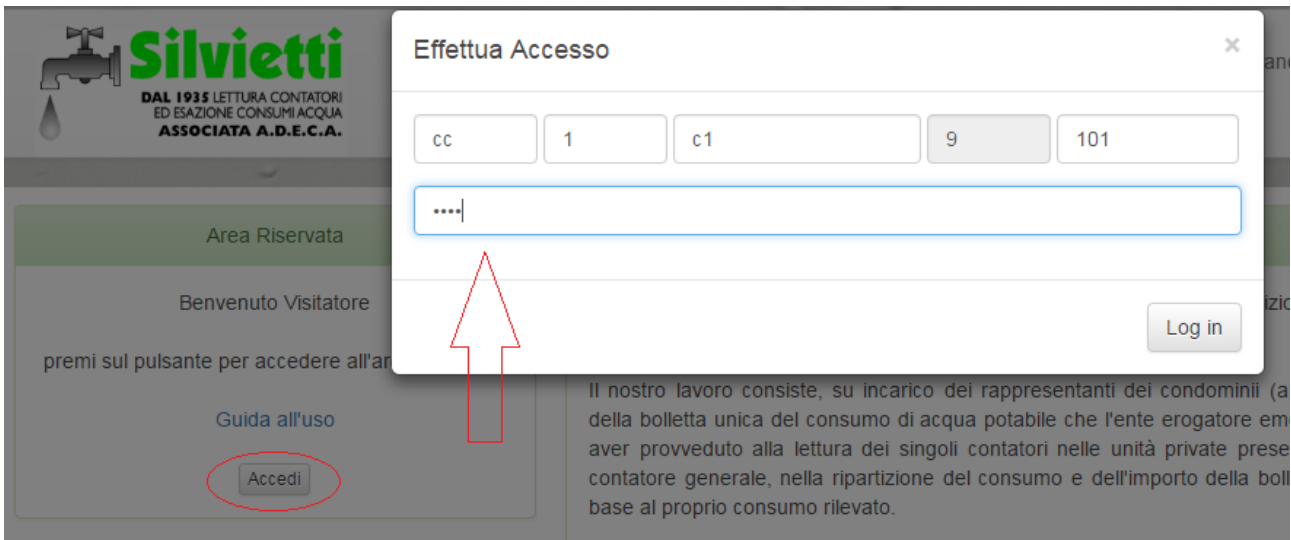 Silvietti
DAL 1935 LETTURA CONTATORI
ED ESAZIONE CONSUMI ACQUA
ASSOCIATA A.D.E.C.A.
Effettua Accesso
×
cc 1 c1 9 101
••••
Log in
Area Riservata
Benvenuto Visitatore
premi sul pulsante per accedere all'ar
Guida all'uso
Accedi
Il nostro lavoro consiste, su incarico dei rappresentanti dei condominii (a
della bolletta unica del consumo di acqua potabile che l'ente erogatore em
aver provveduto alla lettura dei singoli contatori nelle unità private prese
contatore generale, nella ripartizione del consumo e dell'importo della boll
base al proprio consumo rilevato.